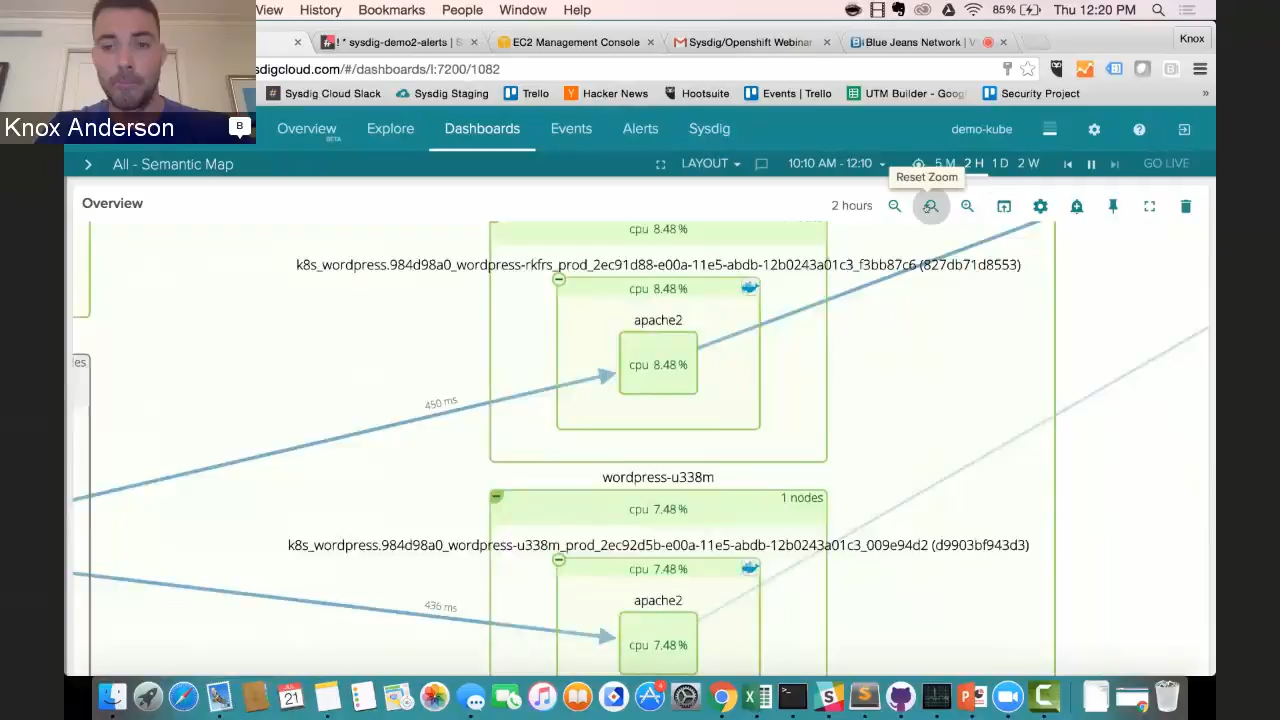 View History Bookmarks People Window Help 85% Thu 12:20 PM
! * sysdig-demo2-alerts | S EC2 Management Console Sysdig/Openshift Webinar Blue Jeans Network | V Knox
sdigcloud.com/#/dashboards/l:7200/1082
Sysdig Cloud Slack Sysdig Staging Trello Hacker News Hootsuite Events | Trello UTM Builder - Goog Security Project »
Knox Anderson B
Overview BETA Explore Dashboards Events Alerts Sysdig demo-kube
All - Semantic Map LAYOUT 10:10 AM - 12:10 5 M 2 H 1 D 2 W GO LIVE
Reset Zoom
Overview 2 hours
cpu 8.48 %
k8s_wordpress.984d98a0_wordpress-rkfrs_prod_2ec91d88-e00a-11e5-abdb-12b0243a01c3_f3bb87c6 (827db71d8553)
cpu 8.48 %
apache2
cpu 8.48 %
450 ms
wordpress-u338m
1 nodes
cpu 7.48 %
k8s_wordpress.984d98a0_wordpress-u338m_prod_2ec92d5b-e00a-11e5-abdb-12b0243a01c3_009e94d2 (d9903bf943d3)
cpu 7.48 %
apache2
436 ms
cpu 7.48 %
JUL
21